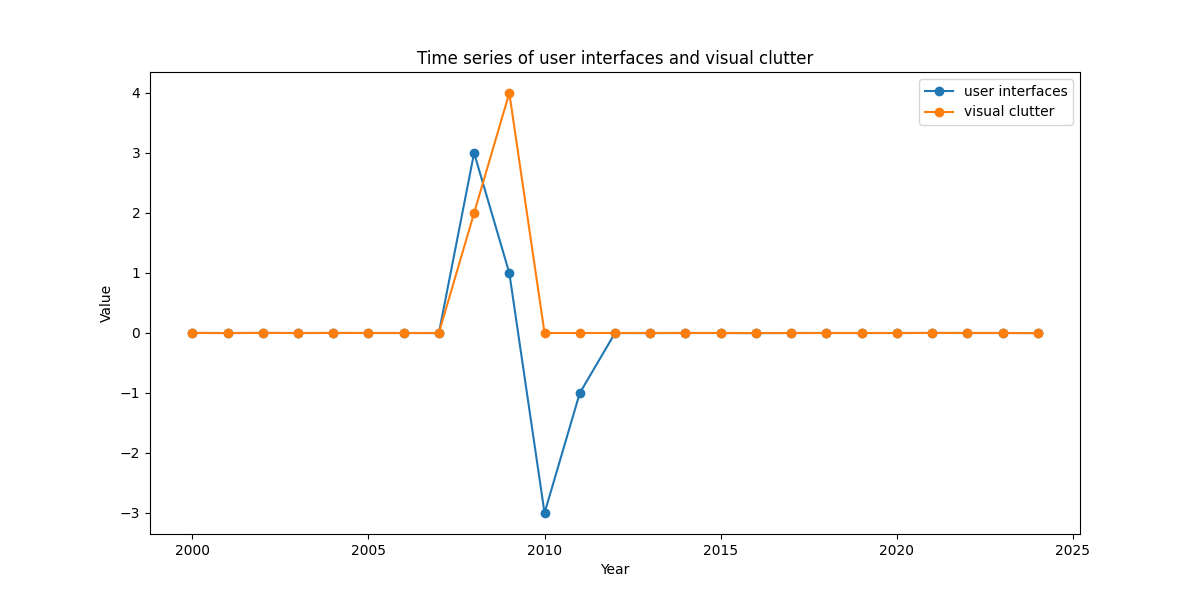 Time series of user interfaces and visual clutter
user interfaces
visual clutter
4
3
2
1
0
−1
−2
−3
Value
2000
2005
2010
2015
2020
2025
Year